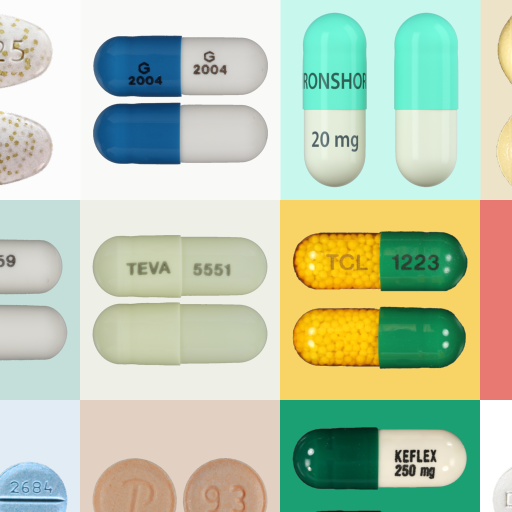 25
G
2004
G
2004
RONSHOR
20 mg
59
TEVA 5551
TCL 1223
2684
P
93
KEFLEX
250 mg